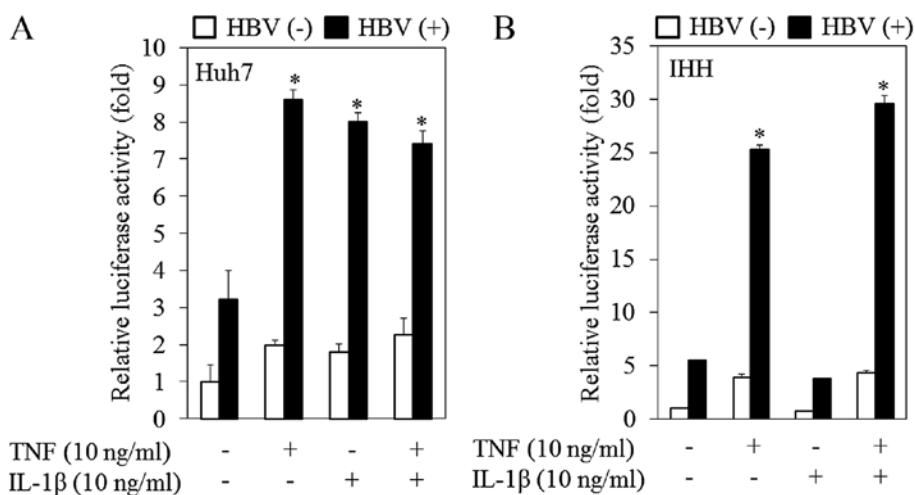 A
HBV (-) HBV (+)
Relative luciferase activity (fold)
10
9
8
7
6
5
4
3
2
1
0
Huh7
* * *
TNF (10 ng/ml) - + - +
IL-1β (10 ng/ml) - - + +
B
HBV (-) HBV (+)
Relative luciferase activity (fold)
35
30
25
20
15
10
5
0
IHH
* *
TNF (10 ng/ml) - + - +
IL-1β (10 ng/ml) - - + +